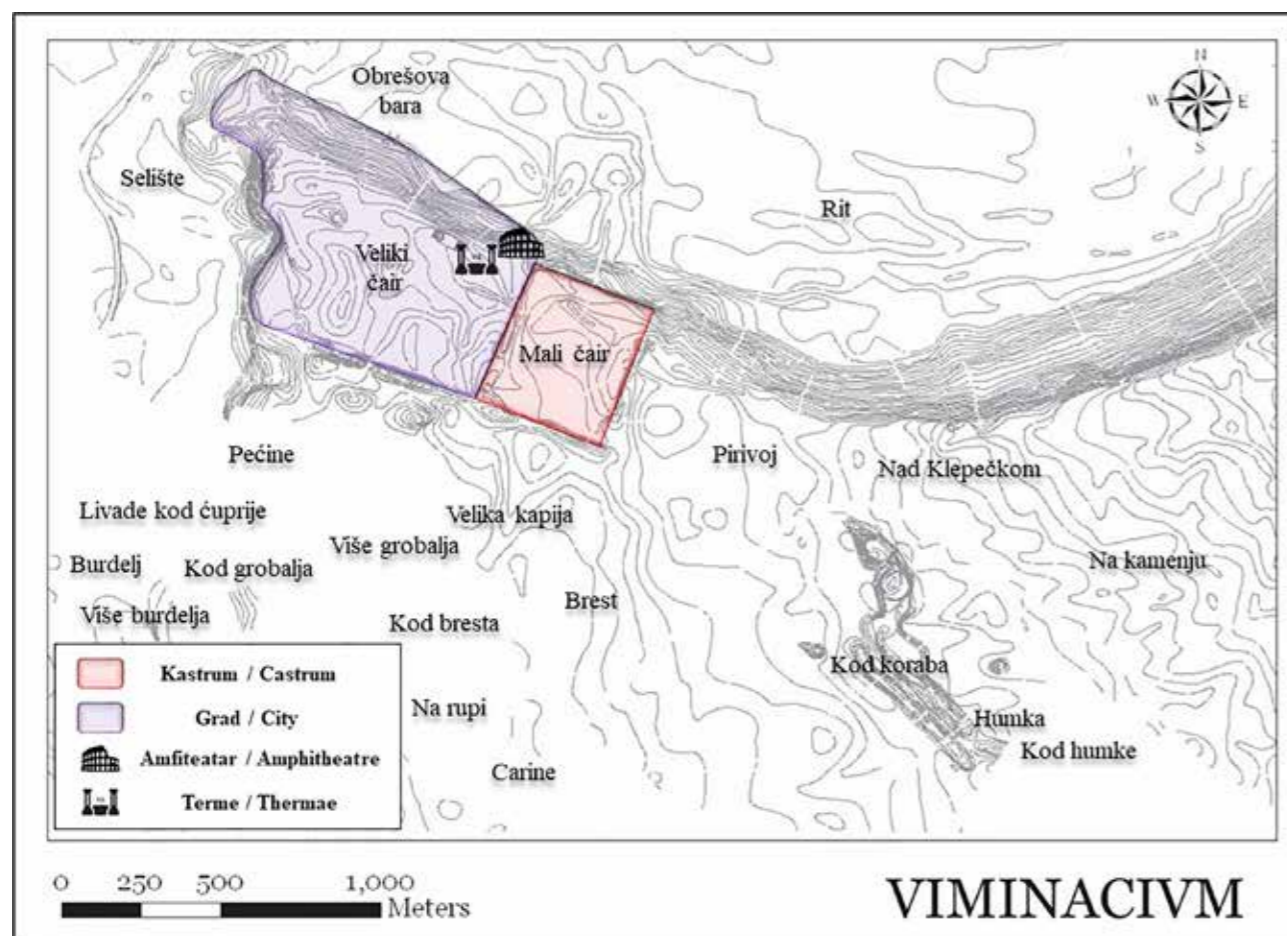 N
W E
S
Obrešova
bara
Selište
Rit
Veliki
čair
Mali čair
Pećine
Pirivoj
Nad Klepečkom
Livade kod ćuprije
Velika kapija
Više grobalja
Burdelj
Kod grobalja
Na kamenju
Više burdelja
Brest
Kod bresta
Kod koraba
Na rupi
Humka
Kod humke
Carine
Kastrum / Castrum
Grad / City
Amfiteatar / Amphitheatre
Terme / Thermae
0 250 500 1,000
Meters
VIMINACIVM